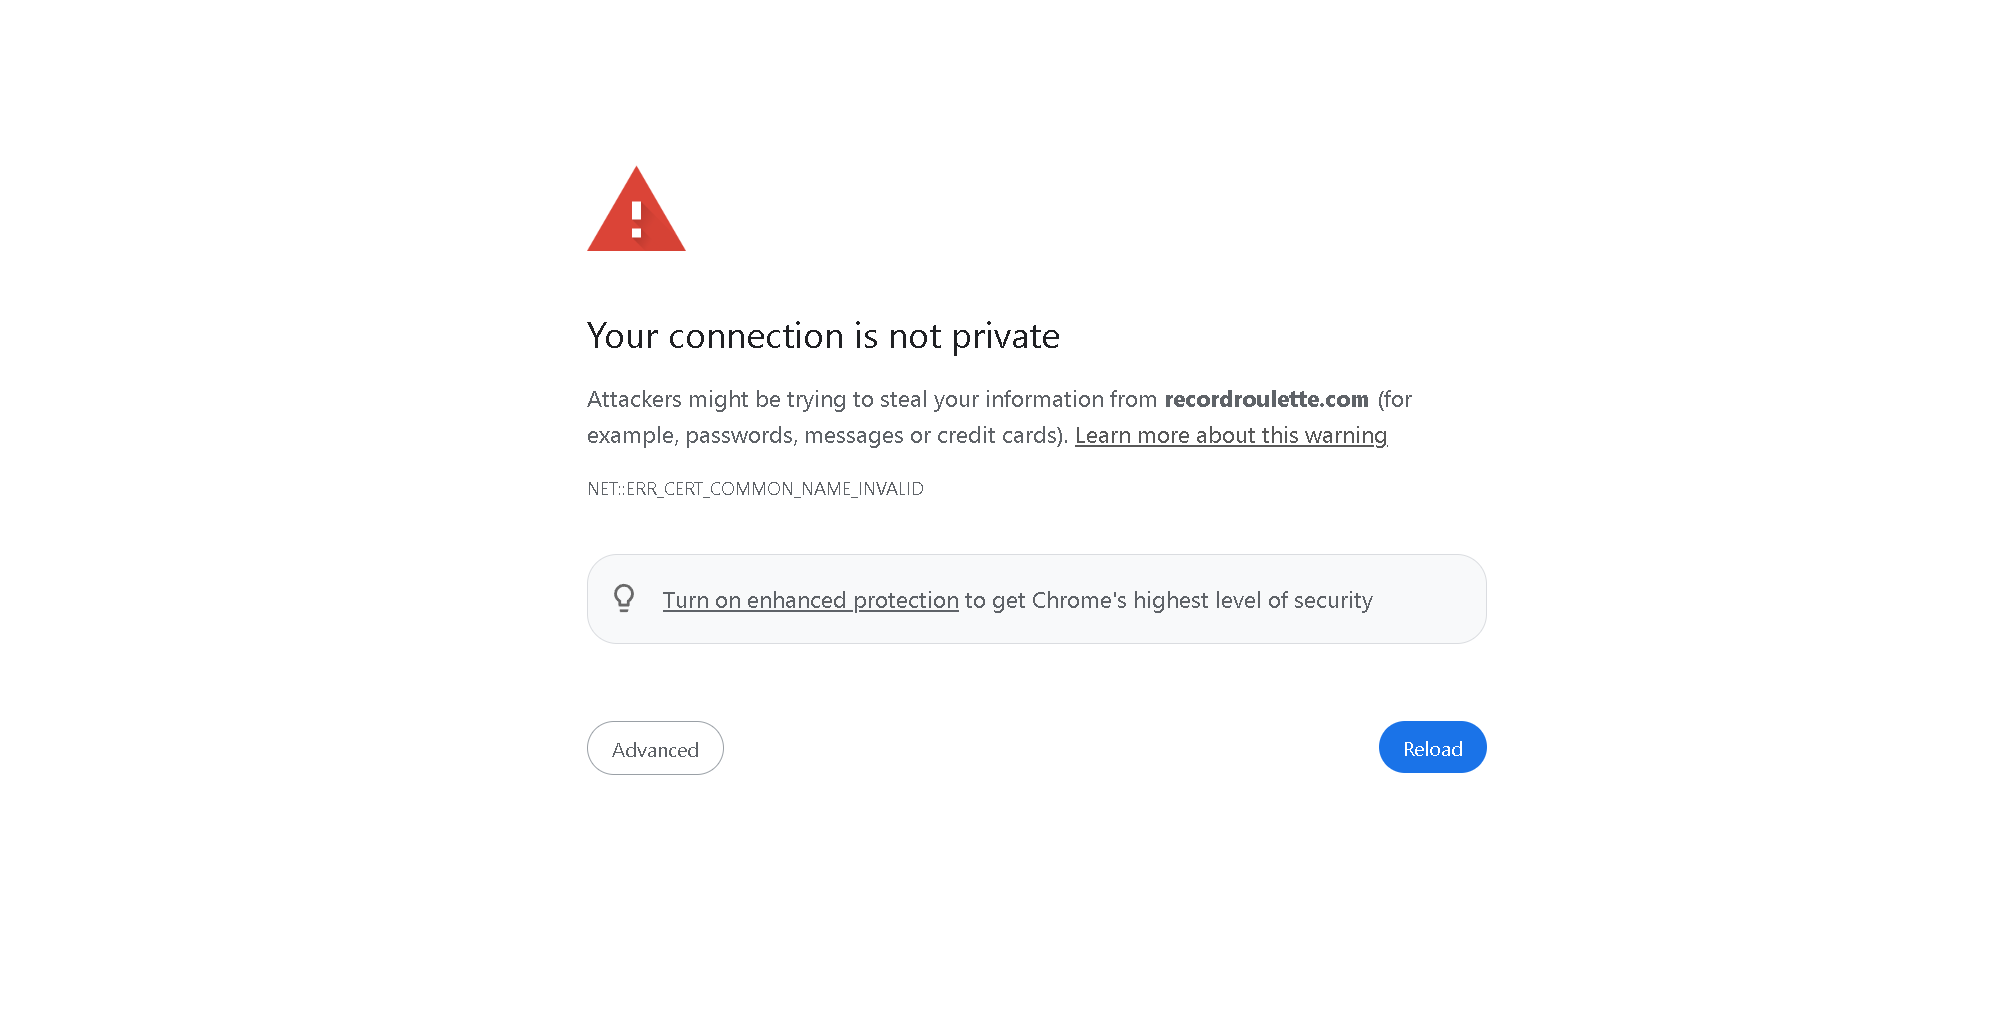 Your connection is not private
Attackers might be trying to steal your information from recordroulette.com (for
example, passwords, messages or credit cards). Learn more about this warning
NET::ERR_CERT_COMMON_NAME_INVALID
Turn on enhanced protection to get Chrome's highest level of security
Advanced
Reload